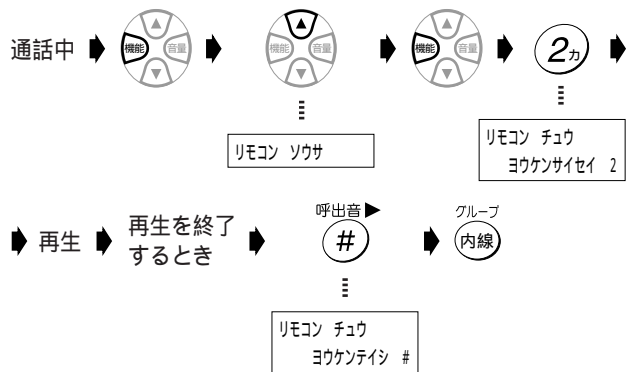 通話中
機能 音量
機能 音量
機能 音量
2カ
リモコン ソウサ
リモコン チュウ
ヨウケンサイセイ 2
再生
再生を終了
するとき
呼出音▶
#
グループ
内線
リモコン チュウ
ヨウケンテイシ #